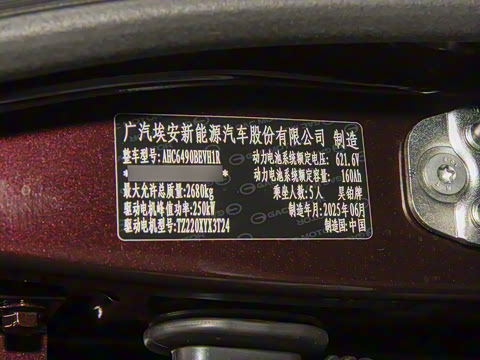 广汽埃安新能源汽车股份有限公司 制造
整车型号:AHC6490BEVH1R 动力电池系统额定电压: 621.6V
* * 动力电池系统额定容量: 160Ah
最大允许总质量:2680kg 乘坐人数:5人 昊铂牌
驱动电机峰值功率:250kW 制造年月:2025年06月
驱动电机型号:TZ220XYX3T24 制造国:中国